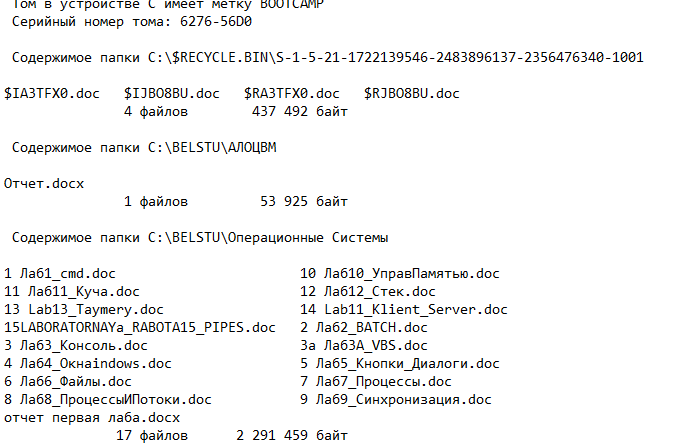 Том в устройстве C имеет метку BOOTCAMP
Серийный номер тома: 6276-56D0
Содержимое папки C:\$RECYCLE.BIN\S-1-5-21-1722139546-2483896137-2356476340-1001
$IA3TFX0.doc   $IJBO8BU.doc   $RA3TFX0.doc   $RJBO8BU.doc
4 файлов        437 492 байт
Содержимое папки C:\BELSTU\АЛОЦВМ
Отчет.docx
1 файлов         53 925 байт
Содержимое папки C:\BELSTU\Операционные Системы
1 Лаб1_cmd.doc                       10 Лаб10_УправПамятью.doc
11 Лаб11_Куча.doc                    12 Лаб12_Стек.doc
13 Lab13_Taymery.doc                 14 Lab11_Klient_Server.doc
15LABORATORNAYa_RABOTA15_PIPES.doc   2 Лаб2_BATCH.doc
3 Лаб3_Консоль.doc                   3а Лаб3А_VBS.doc
4 Лаб4_Окнаindows.doc                5 Лаб5_Кнопки_Диалоги.doc
6 Лаб6_Файлы.doc                     7 Лаб7_Процессы.doc
8 Лаб8_ПроцессыИПотоки.doc           9 Лаб9_Синхронизация.doc
отчет первая лаба.docx
17 файлов      2 291 459 байт